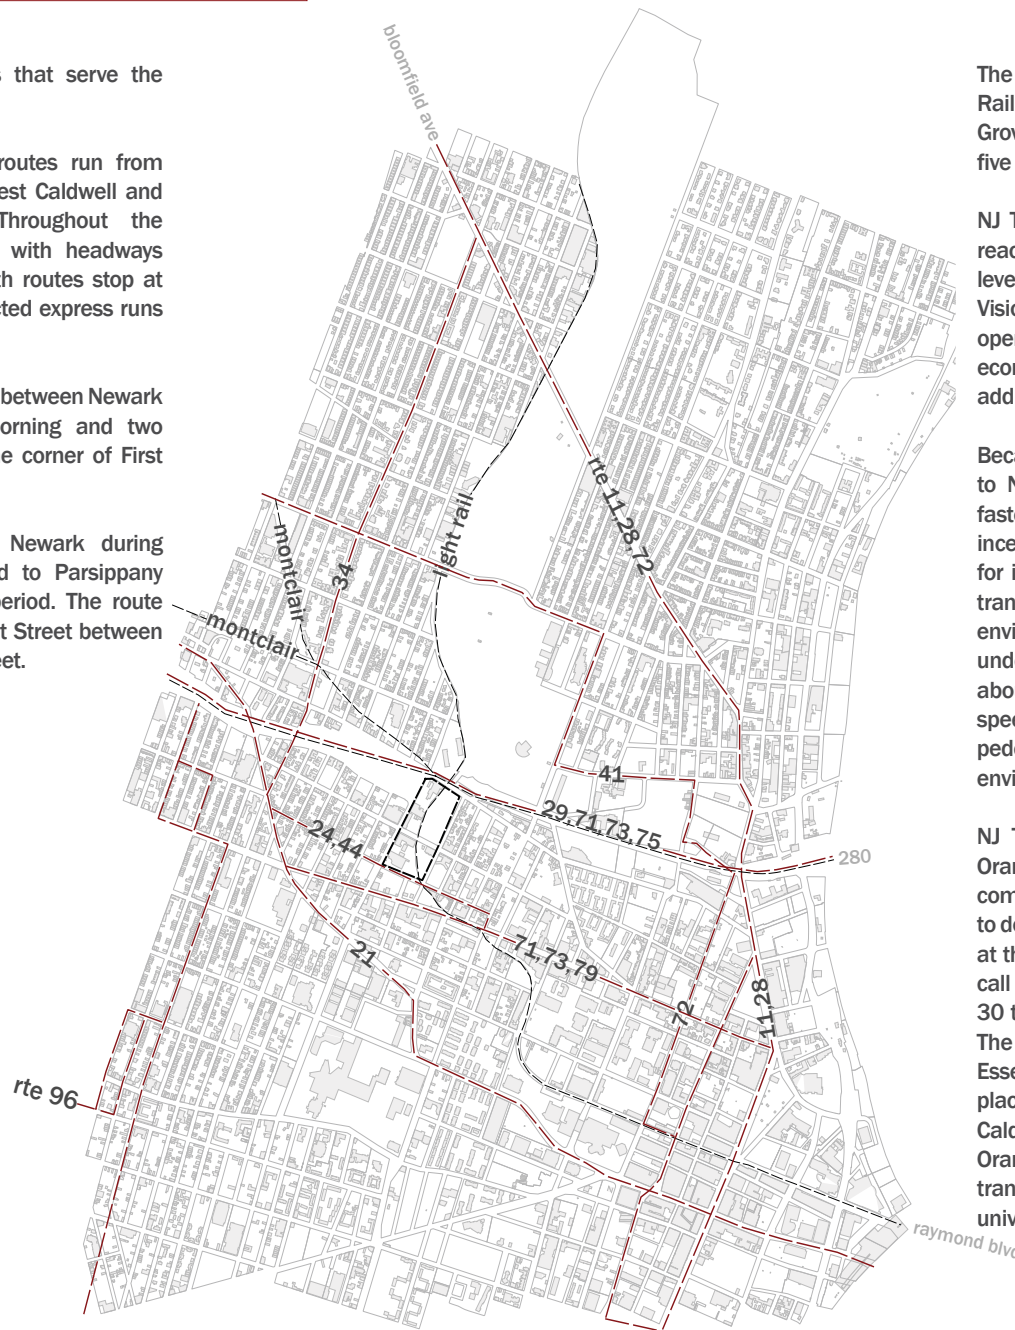 s that serve the
routes run from
est Caldwell and
Throughout the
with headways
th routes stop at
cted express runs
between Newark
orning and two
e corner of First
Newark during
d to Parsippany
period. The route
t Street between
eet.
bloomfield ave
rte 11,28,72
light rail
montclair
34
montclair
41
29,71,73,75
280
24,44
21
71,73,79
72
11,28
rte 96
raymond blvd
The
Rail
Grov
five
NJ T
reac
leve
Visio
oper
econ
add
Beca
to N
faste
ince
for i
tran
envi
unde
abo
spec
pede
envi
NJ T
Oran
com
to de
at th
call
30 t
The
Esse
plac
Cald
Oran
tran
univ